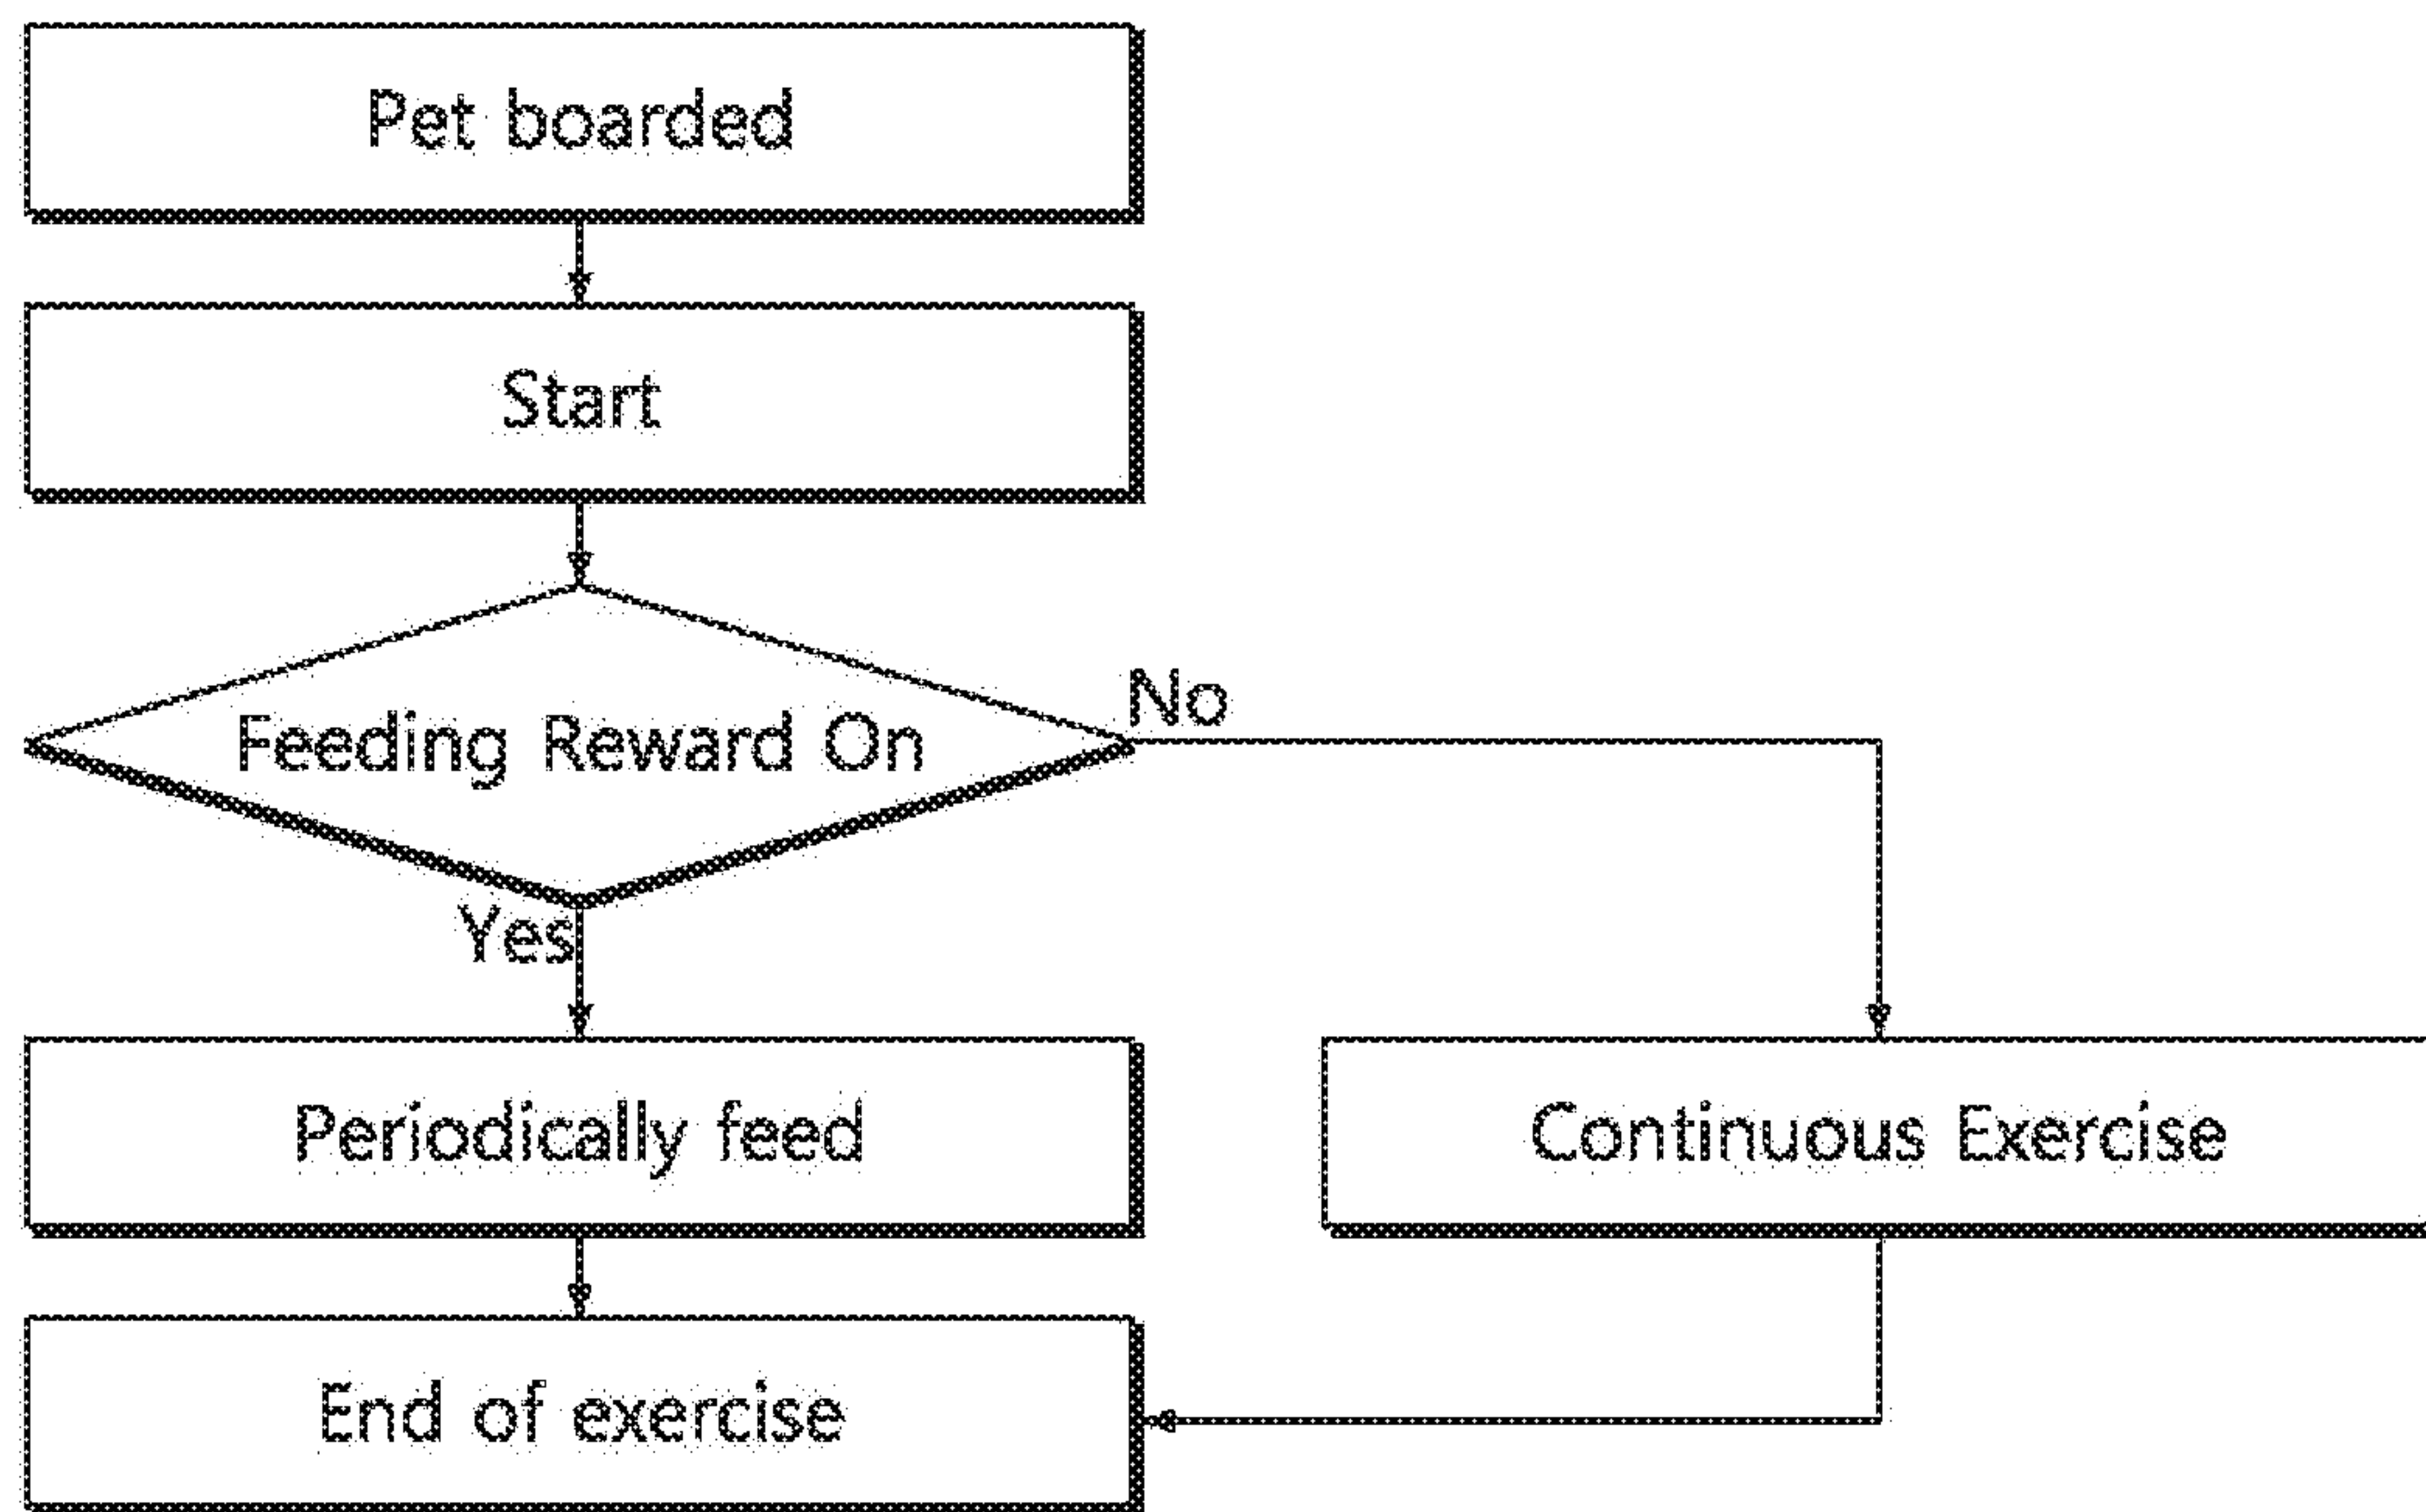 Pet boarded
Start
Feeding Reward On
No
Yes
Periodically feed
Continuous Exercise
End of exercise